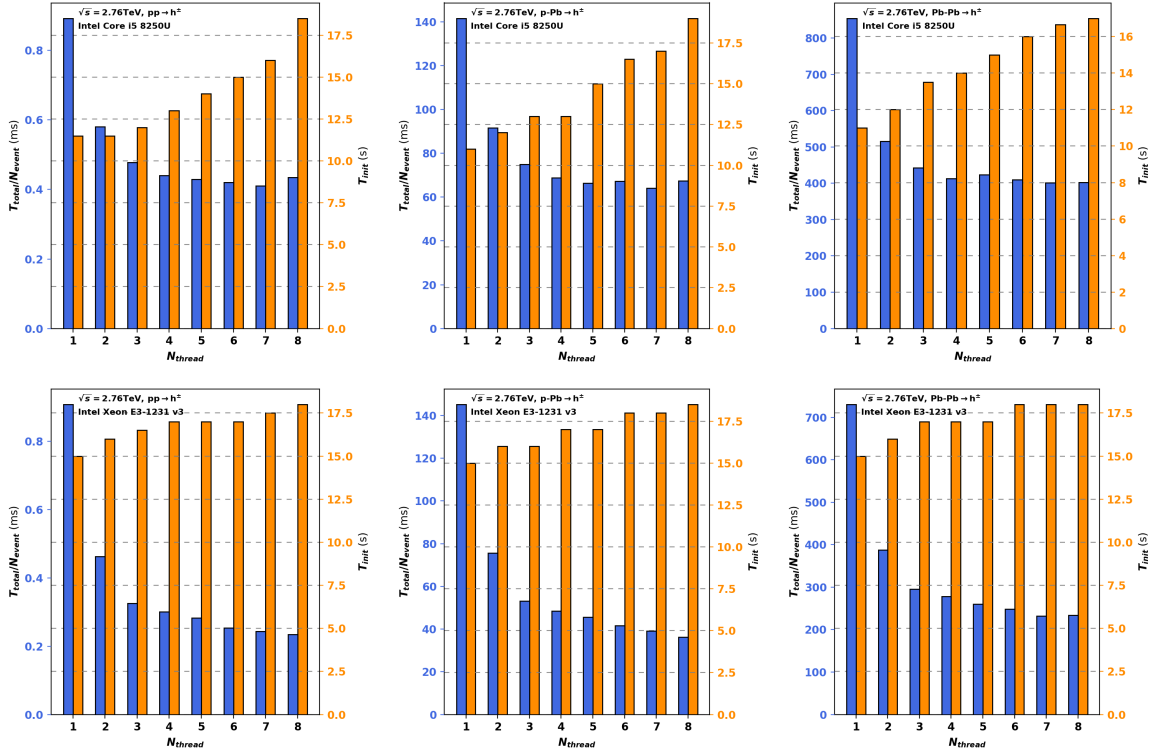 √s = 2.76TeV, pp→h±
Intel Core i5 8250U
T_total/N_event (ms)
0.8
0.6
0.4
0.2
0.0
17.5
15.0
12.5
10.0
7.5
5.0
2.5
0.0
T_init (s)
1 2 3 4 5 6 7 8
N_thread
√s = 2.76TeV, p-Pb→h±
Intel Core i5 8250U
T_total/N_event (ms)
140
120
100
80
60
40
20
0
17.5
15.0
12.5
10.0
7.5
5.0
2.5
0.0
T_init (s)
1 2 3 4 5 6 7 8
N_thread
√s = 2.76TeV, Pb-Pb→h±
Intel Core i5 8250U
T_total/N_event (ms)
800
700
600
500
400
300
200
100
0
16
14
12
10
8
6
4
2
0
T_init (s)
1 2 3 4 5 6 7 8
N_thread
√s = 2.76TeV, pp→h±
Intel Xeon E3-1231 v3
T_total/N_event (ms)
0.8
0.6
0.4
0.2
0.0
17.5
15.0
12.5
10.0
7.5
5.0
2.5
0.0
T_init (s)
1 2 3 4 5 6 7 8
N_thread
√s = 2.76TeV, p-Pb→h±
Intel Xeon E3-1231 v3
T_total/N_event (ms)
140
120
100
80
60
40
20
0
17.5
15.0
12.5
10.0
7.5
5.0
2.5
0.0
T_init (s)
1 2 3 4 5 6 7 8
N_thread
√s = 2.76TeV, Pb-Pb→h±
Intel Xeon E3-1231 v3
T_total/N_event (ms)
700
600
500
400
300
200
100
0
17.5
15.0
12.5
10.0
7.5
5.0
2.5
0.0
T_init (s)
1 2 3 4 5 6 7 8
N_thread